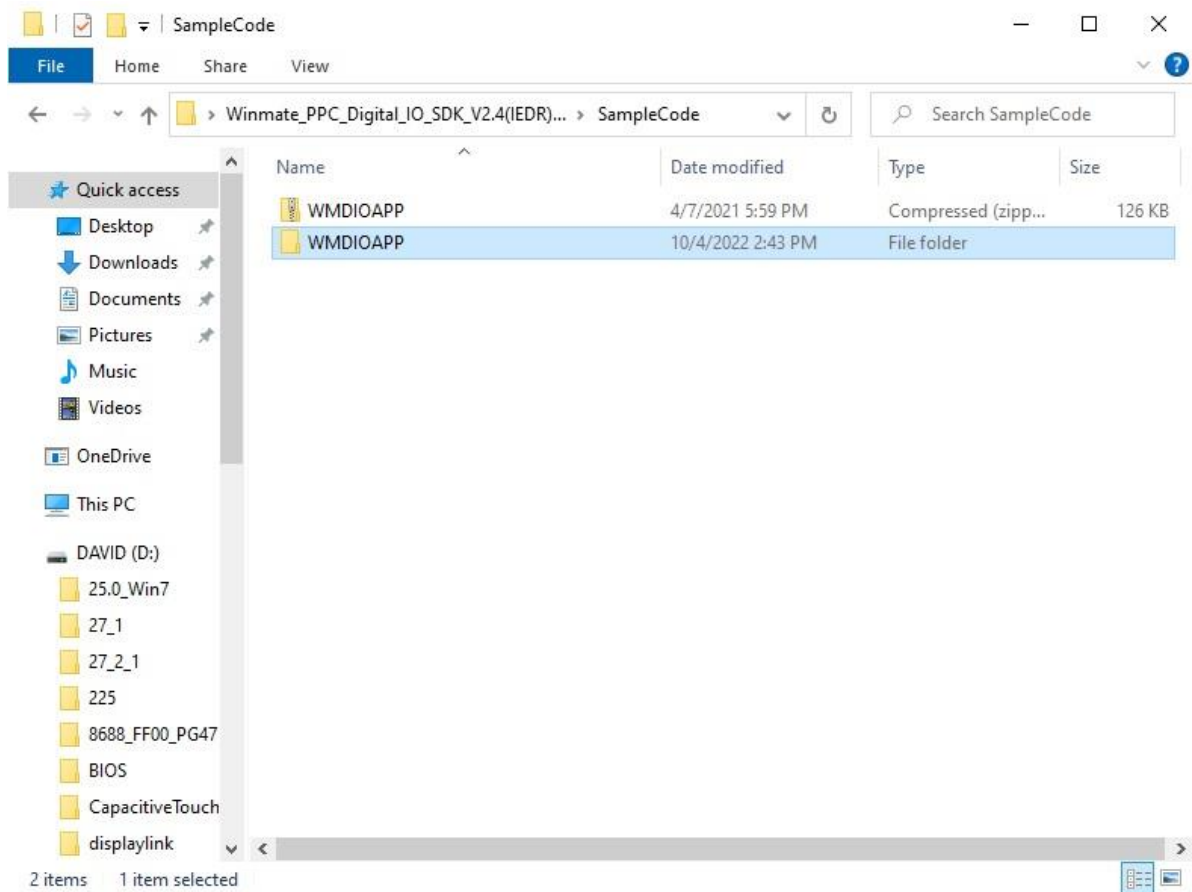 SampleCode
File Home Share View
?
Winmate_PPC_Digital_IO_SDK_V2.4(IEDR)... > SampleCode Search SampleCode
Name Date modified Type Size
Quick access
WMDIOAPP 4/7/2021 5:59 PM Compressed (zipp... 126 KB
Desktop
WMDIOAPP 10/4/2022 2:43 PM File folder
Downloads
Documents
Pictures
Music
Videos
OneDrive
This PC
DAVID (D:)
25.0_Win7
27_1
27_2_1
225
8688_FF00_PG47
BIOS
CapacitiveTouch
displaylink
2 items 1 item selected